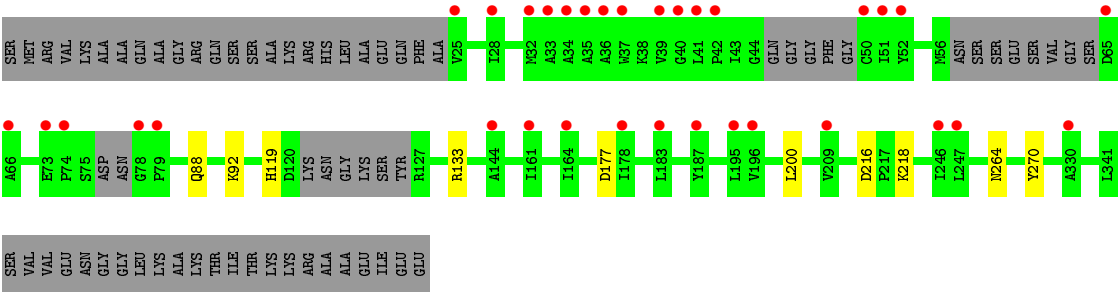 SER MET ARG VAL LYS ALA ALA GLN ALA ALA GLY ARG GLN SER SER ALA LYS ARG HIS LEU ALA GLU GLN PHE ALA V25 I28 M32 A33 A34 A35 A36 W37 K38 V39 G40 L41 P42 I43 G44 GLN GLY GLY PHE GLY C50 I51 Y52 M56 ASN SER SER GLU SER VAL GLY SER D65
A66 E73 P74 S75 ASP ASN G78 P79 Q88 K92 H119 D120 LYS ASN GLY LYS SER TYR R127 R133 A144 I161 I164 D177 I178 L183 Y187 L195 V196 L200 V209 D216 P217 K218 I246 L247 N264 Y270 A330 L341
SER VAL VAL GLU ASN GLY GLY LEU LYS ALA LYS THR ILE THR LYS LYS ARG ALA ALA GLU ILE GLU GLU